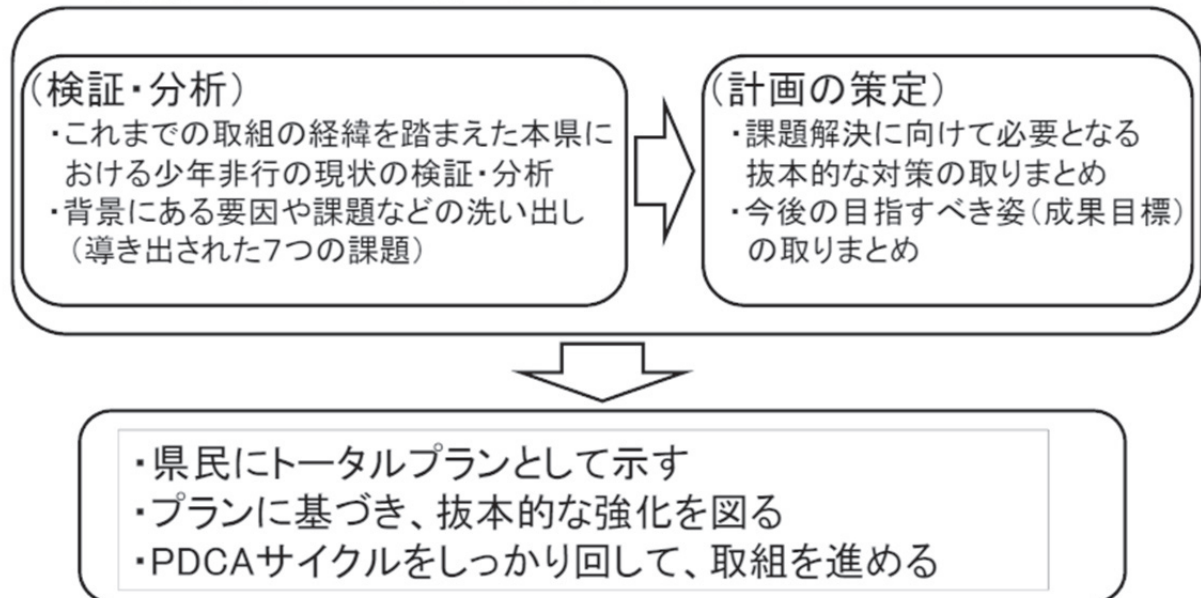 (検証・分析)
・これまでの取組の経緯を踏まえた本県に
おける少年非行の現状の検証・分析
・背景にある要因や課題などの洗い出し
(導き出された7つの課題)
(計画の策定)
・課題解決に向けて必要となる
抜本的な対策の取りまとめ
・今後の目指すべき姿(成果目標)
の取りまとめ
・県民にトータルプランとして示す
・プランに基づき、抜本的な強化を図る
・PDCAサイクルをしっかり回して、取組を進める